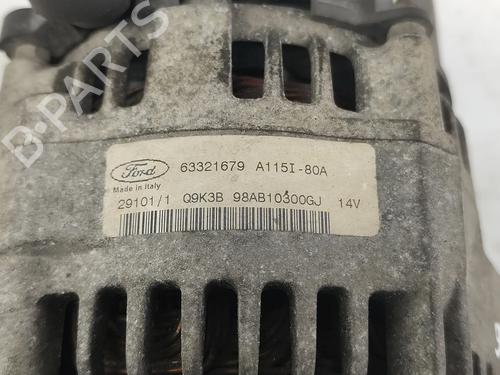 B-PARTS
Ford 63321679 A115I-80A
Made in Italy
29101/1 Q9K3B 98AB10300GJ 14V